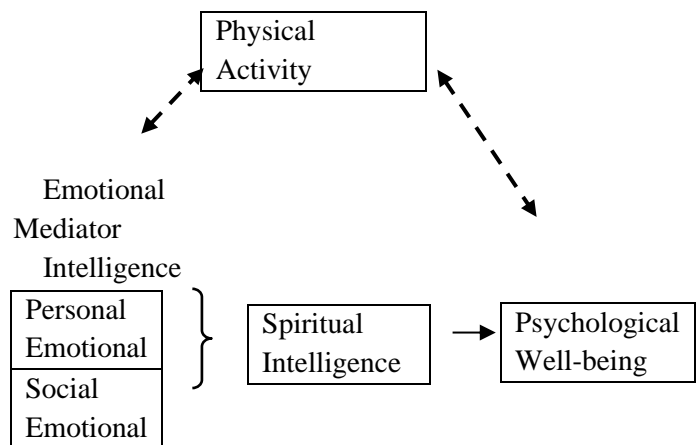 Physical
Activity
Emotional
Mediator
Intelligence
Personal
Emotional
Social
Emotional
Spiritual
Intelligence
Psychological
Well-being